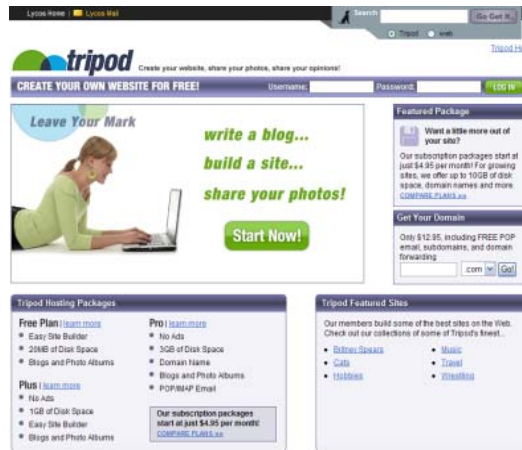 Lycos Home | Lycos Mail
Search
Go Get It.
Tripod
web
tripod
Create your website, share your photos, share your opinions!
CREATE YOUR OWN WEBSITE FOR FREE!
Username:
Password:
LOG IN
Leave Your Mark
write a blog...
build a site...
share your photos!
Start Now!
Featured Package
Want a little more out of
your site?
Our subscription packages start at
just $4.95 per month! For growing
sites, we offer up to 10GB of disk
space, domain names and more.
COMPARE PLANS »»
Get Your Domain
Only $12.95, including FREE POP
email, subdomains, and domain
forwarding
.com
Go!
Tripod Hosting Packages
Free Plan | learn more
Easy Site Builder
20MB of Disk Space
Blogs and Photo Albums
Plus | learn more
No Ads
1GB of Disk Space
Easy Site Builder
Blogs and Photo Albums
Pro | learn more
No Ads
3GB of Disk Space
Domain Name
Blogs and Photo Albums
POP/IMAP Email
Our subscription packages
start at just $4.95 per month!
COMPARE PLANS »»
Tripod Featured Sites
Our members build some of the best sites on the Web.
Check out our collections of some of Tripod's finest...
Britney Spears
Cats
Hobbies
Music
Travel
Wrestling